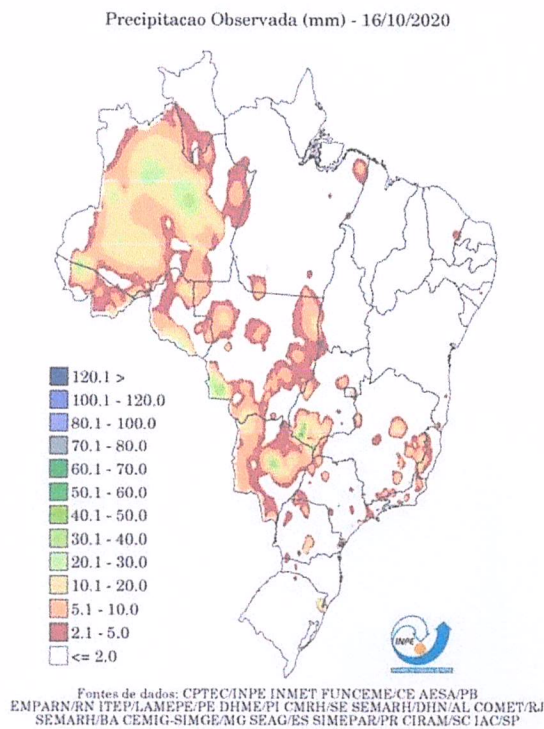 Precipitacao Observada (mm) - 16/10/2020
120.1 >
100.1 - 120.0
80.1 - 100.0
70.1 - 80.0
60.1 - 70.0
50.1 - 60.0
40.1 - 50.0
30.1 - 40.0
20.1 - 30.0
10.1 - 20.0
5.1 - 10.0
2.1 - 5.0
<= 2.0
INPE
Fontes de dados: CPTEC/INPE INMET FUNCEME/CE AESA/PB
EMPARN/RN ITEP/LAMEPE/PE DHME/PI CMRH/SE SEMARH/DHN/AL COMET/RJ
SEMARH/BA CEMIG-SIMGE/MG SEAG/ES SIMEPAR/PR CIRAM/SC IAC/SP